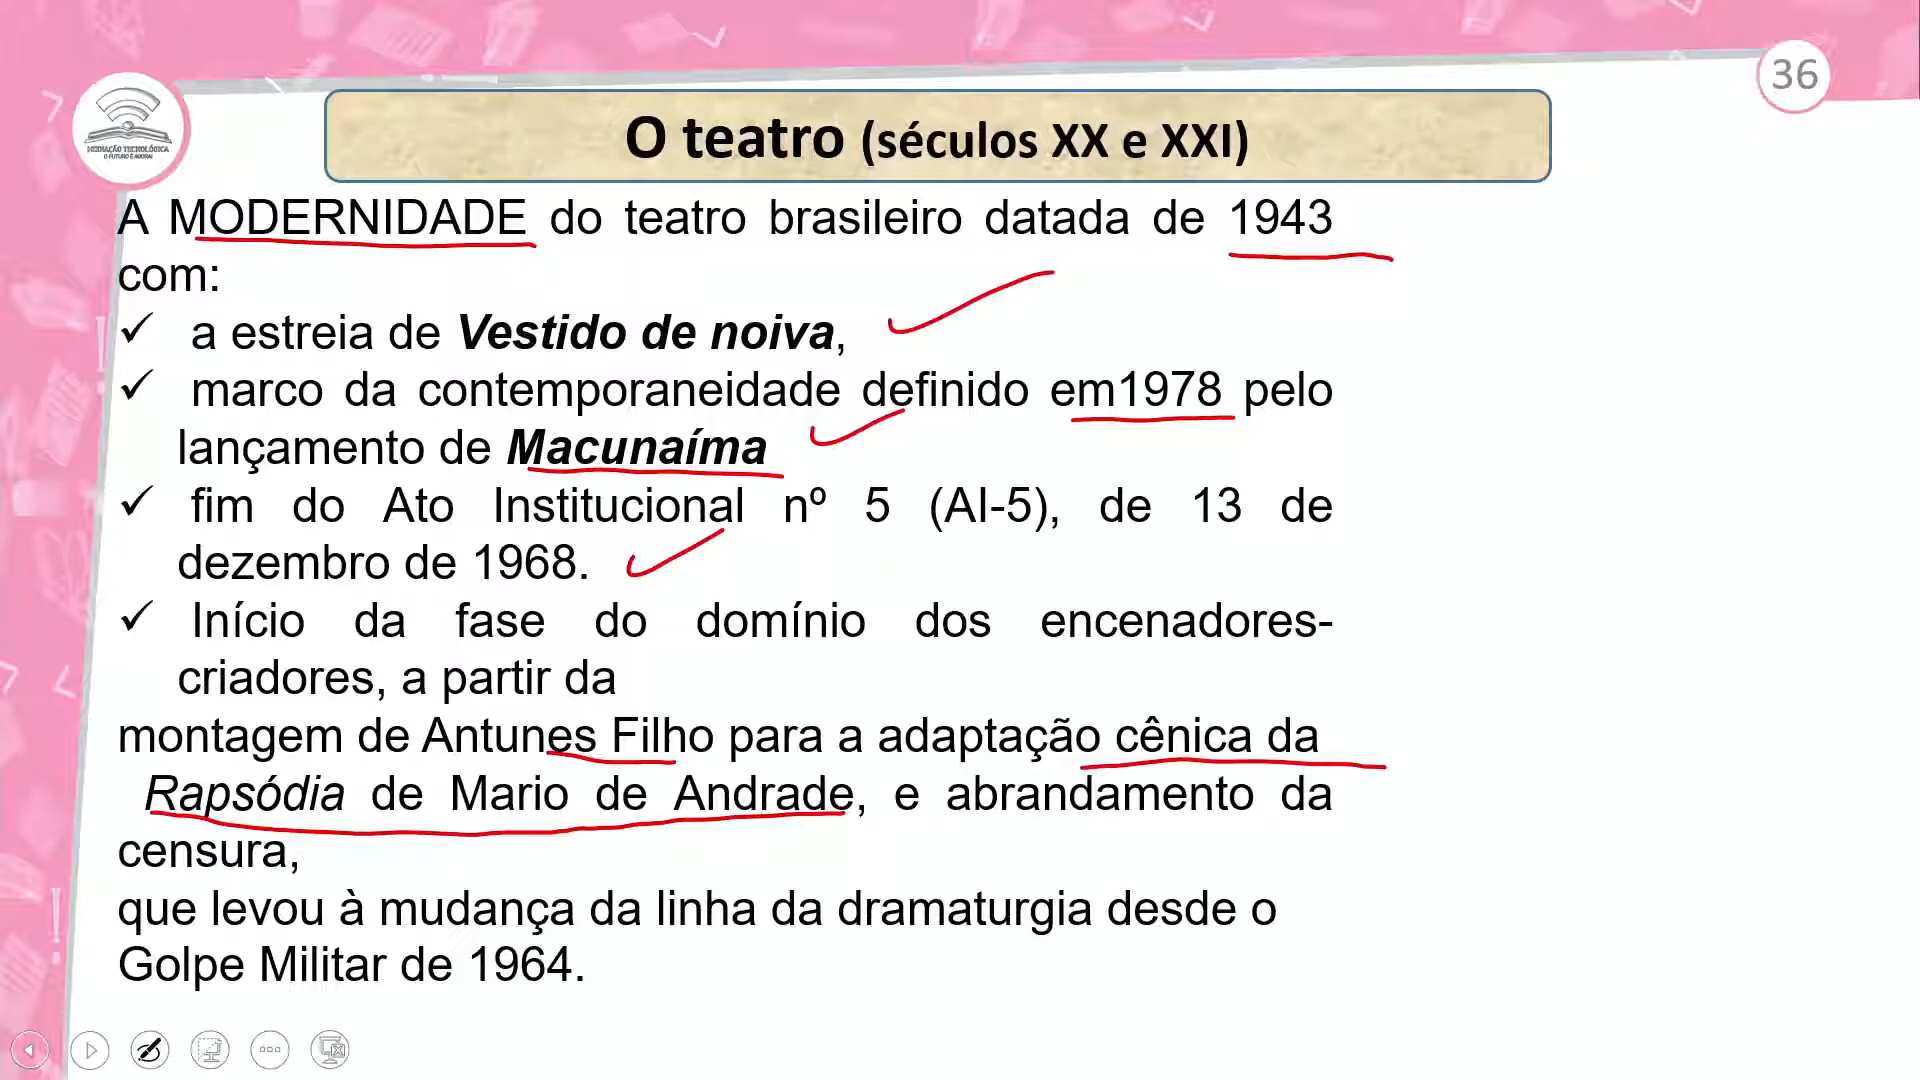 36
MEDIAÇÃO TECNOLÓGICA
O FUTURO É AGORA!
O teatro (séculos XX e XXI)
A MODERNIDADE do teatro brasileiro datada de 1943
com:
✓ a estreia de Vestido de noiva,
✓ marco da contemporaneidade definido em1978 pelo
lançamento de Macunaíma
✓ fim do Ato Institucional nº 5 (AI-5), de 13 de
dezembro de 1968.
✓ Início da fase do domínio dos encenadores-
criadores, a partir da
montagem de Antunes Filho para a adaptação cênica da
Rapsódia de Mario de Andrade, e abrandamento da
censura,
que levou à mudança da linha da dramaturgia desde o
Golpe Militar de 1964.